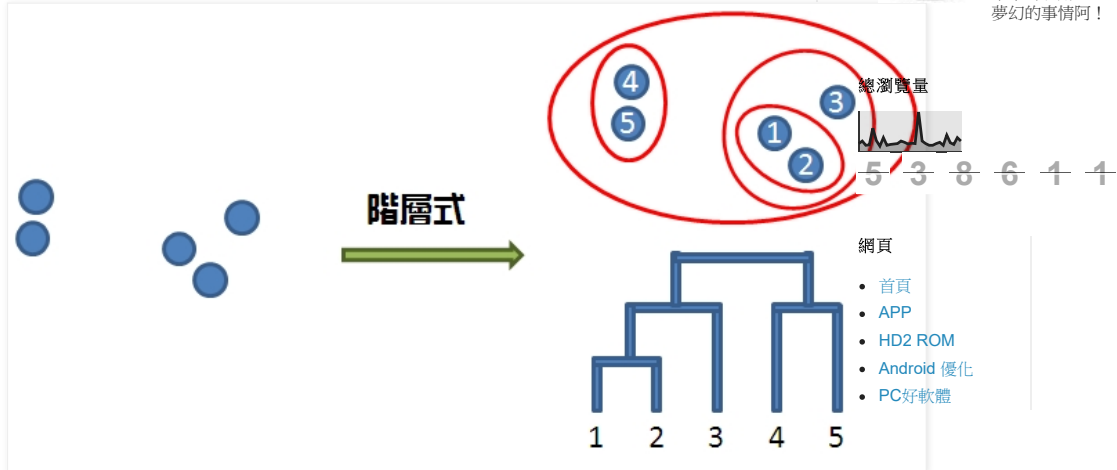 夢幻的事情阿！
4
5
3
1
2
總瀏覽量
5 3 8 6 1 1
階層式
網頁
首頁
APP
HD2 ROM
Android 優化
PC好軟體
1 2 3 4 5